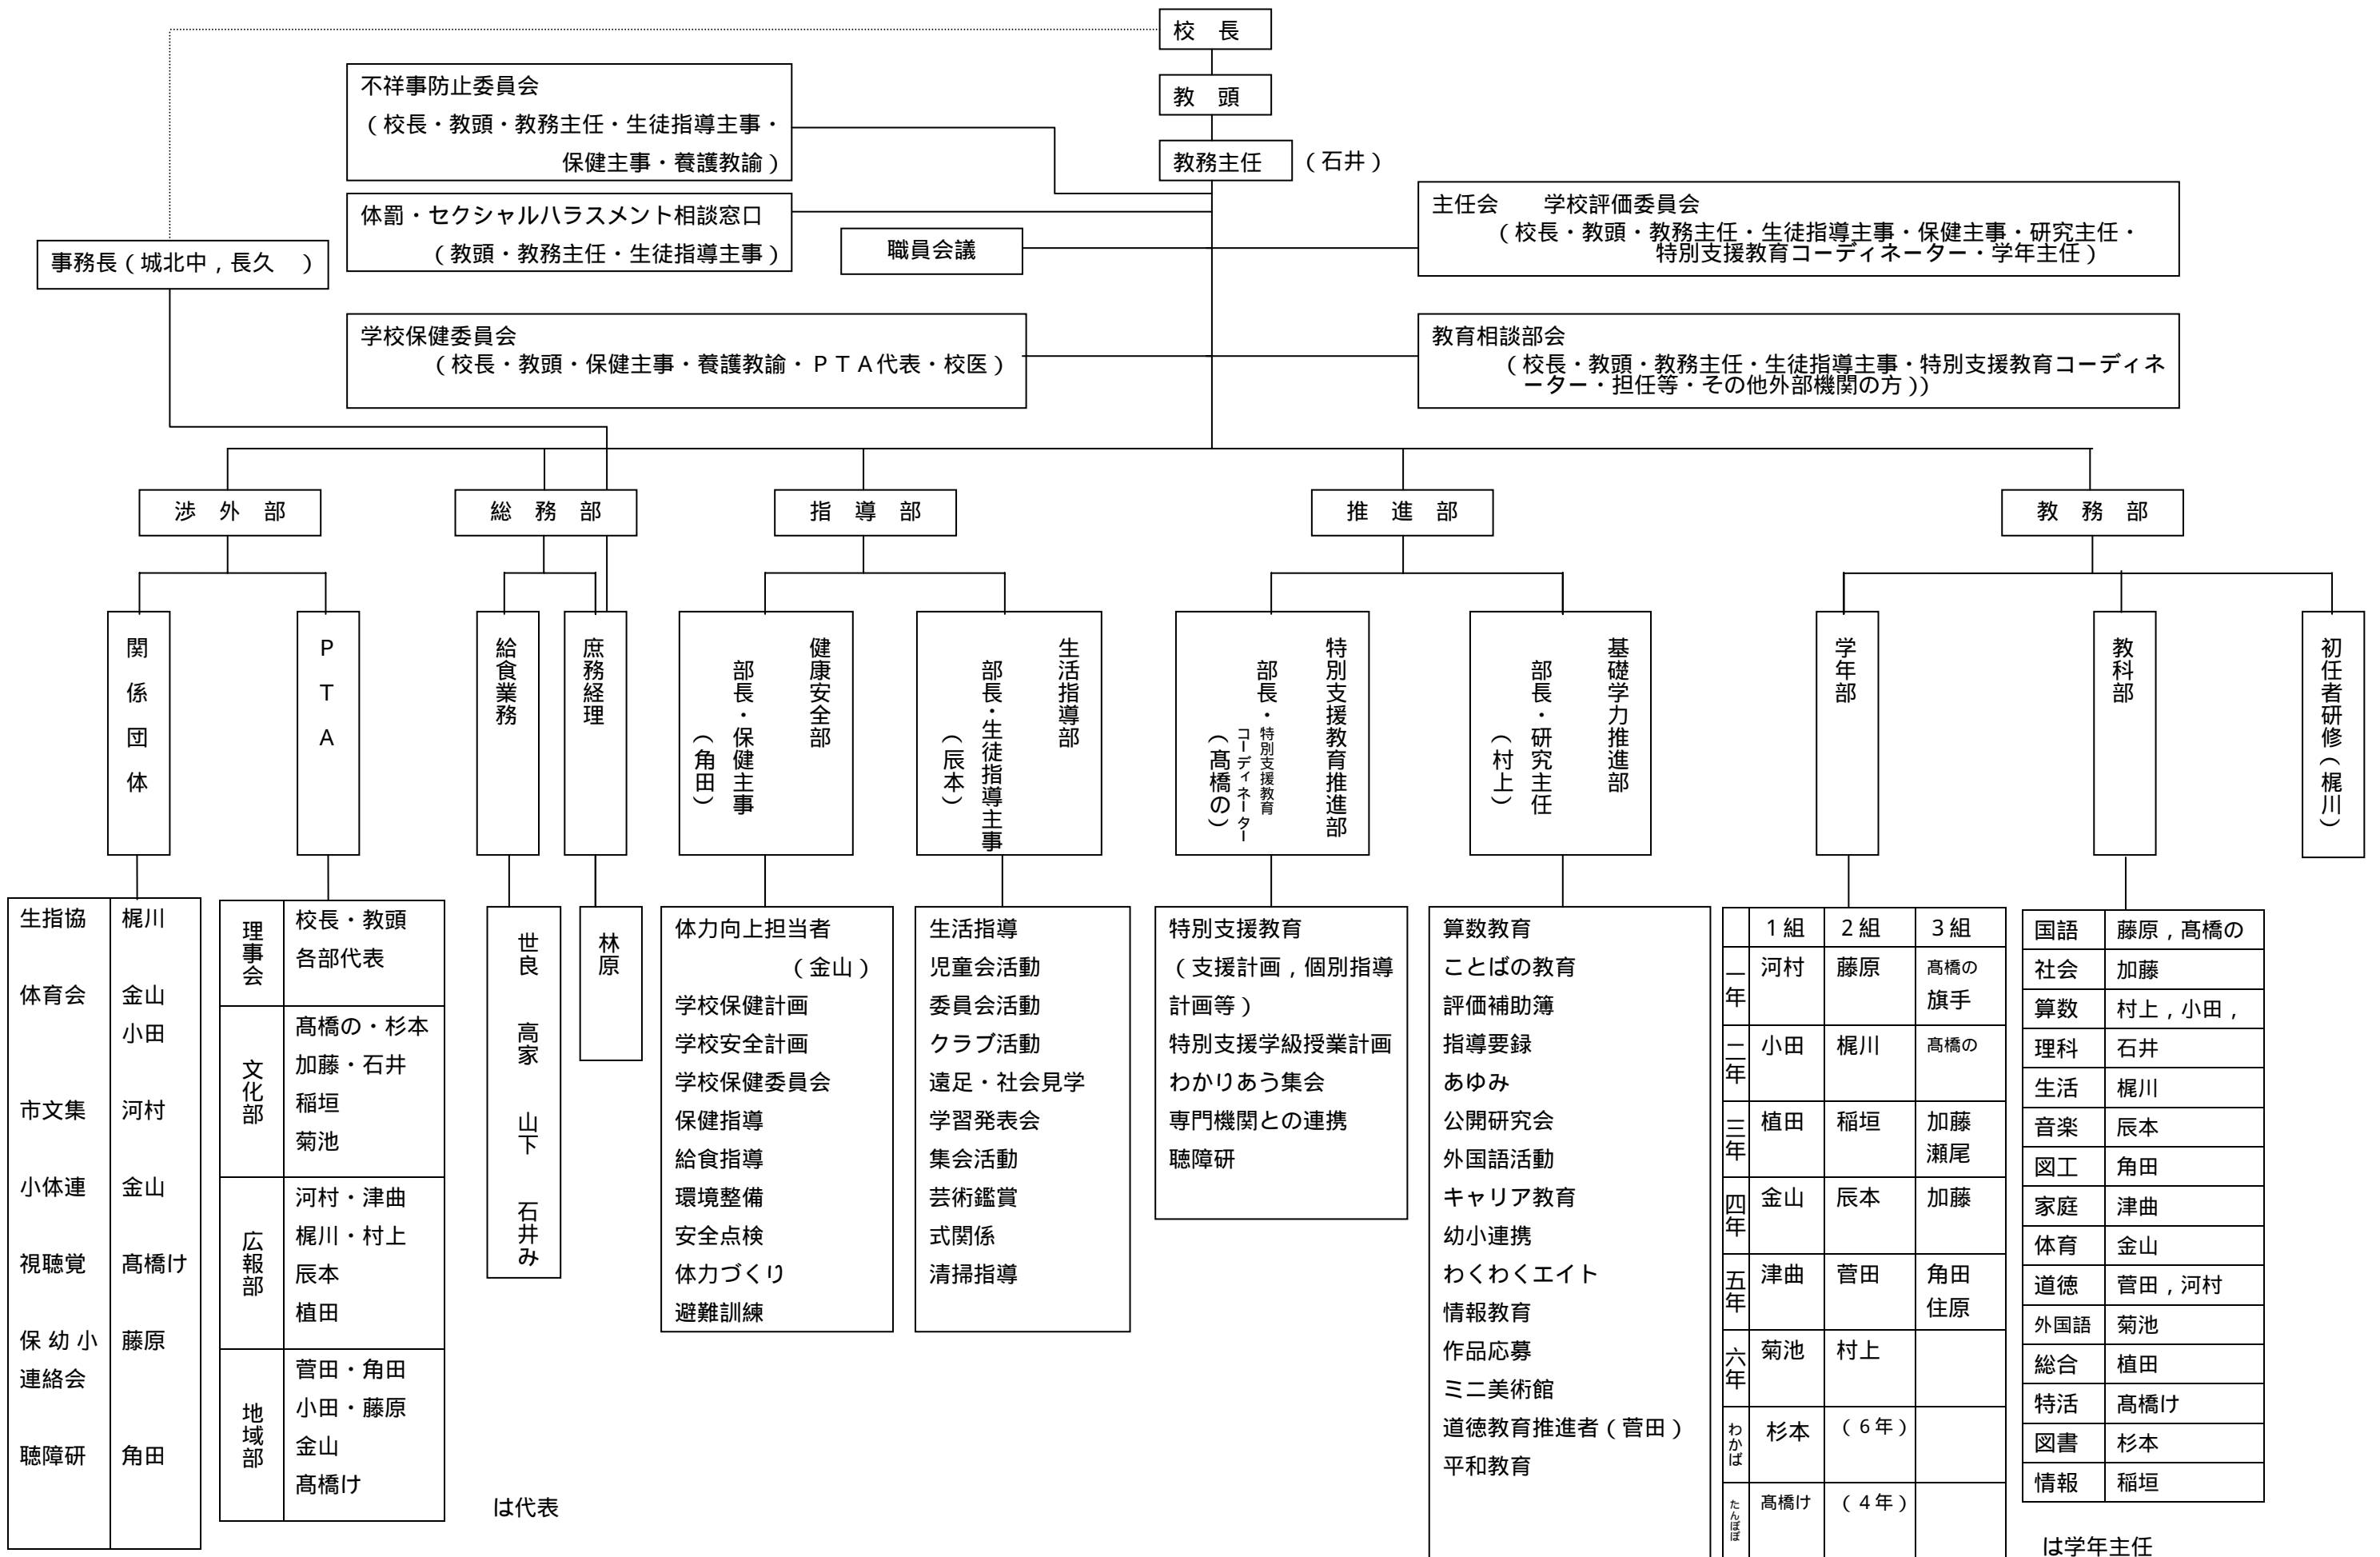 校　長
教　頭
教務主任
（石井）
不祥事防止委員会
（校長・教頭・教務主任・生徒指導主事・
保健主事・養護教諭）
体罰・セクシャルハラスメント相談窓口
（教頭・教務主任・生徒指導主事）
職員会議
主任会　　学校評価委員会
（校長・教頭・教務主任・生徒指導主事・保健主事・研究主任・
特別支援教育コーディネーター・学年主任）
事務長（城北中，長久　）
学校保健委員会
（校長・教頭・保健主事・養護教諭・ＰＴＡ代表・校医）
教育相談部会
（校長・教頭・教務主任・生徒指導主事・特別支援教育コーディネ
ーター・担任等・その他外部機関の方））
渉　外　部
総　務　部
指　導　部
推　進　部
教　務　部
関係団体
ＰＴＡ
給食業務
庶務経理
健康安全部
部長・保健主事
（角田）
生活指導部
部長・生徒指導主事
（辰本）
特別支援教育推進部
部長・特別支援教育
コーディネーター
（髙橋の）
基礎学力推進部
部長・研究主任
（村上）
学年部
教科部
初任者研修（梶川）
生指協　梶川
体育会　金山
小田
市文集　河村
小体連　金山
視聴覚　髙橋け
保 幼 小　藤原
連絡会
聴障研　角田
理事会
校長・教頭
各部代表
文化部
髙橋の・杉本
加藤・石井
稲垣
菊池
広報部
河村・津曲
梶川・村上
辰本
植田
地域部
菅田・角田
小田・藤原
金山
髙橋け
世良　高家　山下　石井み
林原
は代表
体力向上担当者
（金山）
学校保健計画
学校安全計画
学校保健委員会
保健指導
給食指導
環境整備
安全点検
体力づくり
避難訓練
生活指導
児童会活動
委員会活動
クラブ活動
遠足・社会見学
学習発表会
集会活動
芸術鑑賞
式関係
清掃指導
特別支援教育
（支援計画，個別指導
計画等）
特別支援学級授業計画
わかりあう集会
専門機関との連携
聴障研
算数教育
ことばの教育
評価補助簿
指導要録
あゆみ
公開研究会
外国語活動
キャリア教育
幼小連携
わくわくエイト
情報教育
作品応募
ミニ美術館
道徳教育推進者（菅田）
平和教育
１組　２組　３組
一年　河村　藤原　髙橋の
旗手
二年　小田　梶川　髙橋の
三年　植田　稲垣　加藤
瀬尾
四年　金山　辰本　加藤
五年　津曲　菅田　角田
住原
六年　菊池　村上
わかば　杉本　（６年）
たんぽぽ　髙橋け　（４年）
国語　藤原，髙橋の
社会　加藤
算数　村上，小田，
理科　石井
生活　梶川
音楽　辰本
図工　角田
家庭　津曲
体育　金山
道徳　菅田，河村
外国語　菊池
総合　植田
特活　髙橋け
図書　杉本
情報　稲垣
は学年主任